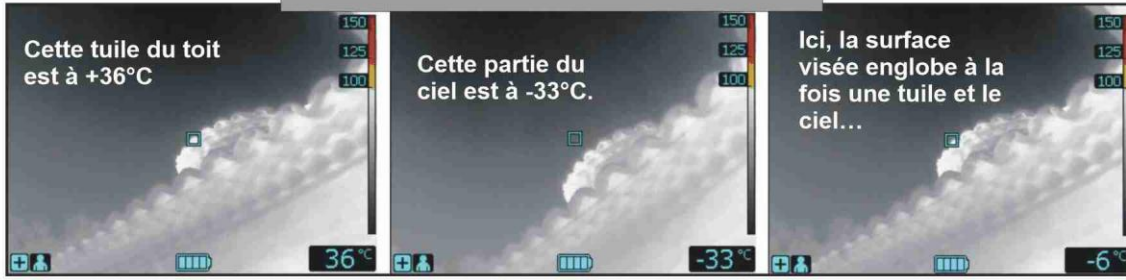 Cette tuile du toit
est à +36°C
150
125
100
36°C
Cette partie du
ciel est à -33°C.
150
125
100
-33°C
Ici, la surface
visée englobe à la
fois une tuile et le
ciel…
150
125
100
-6°C